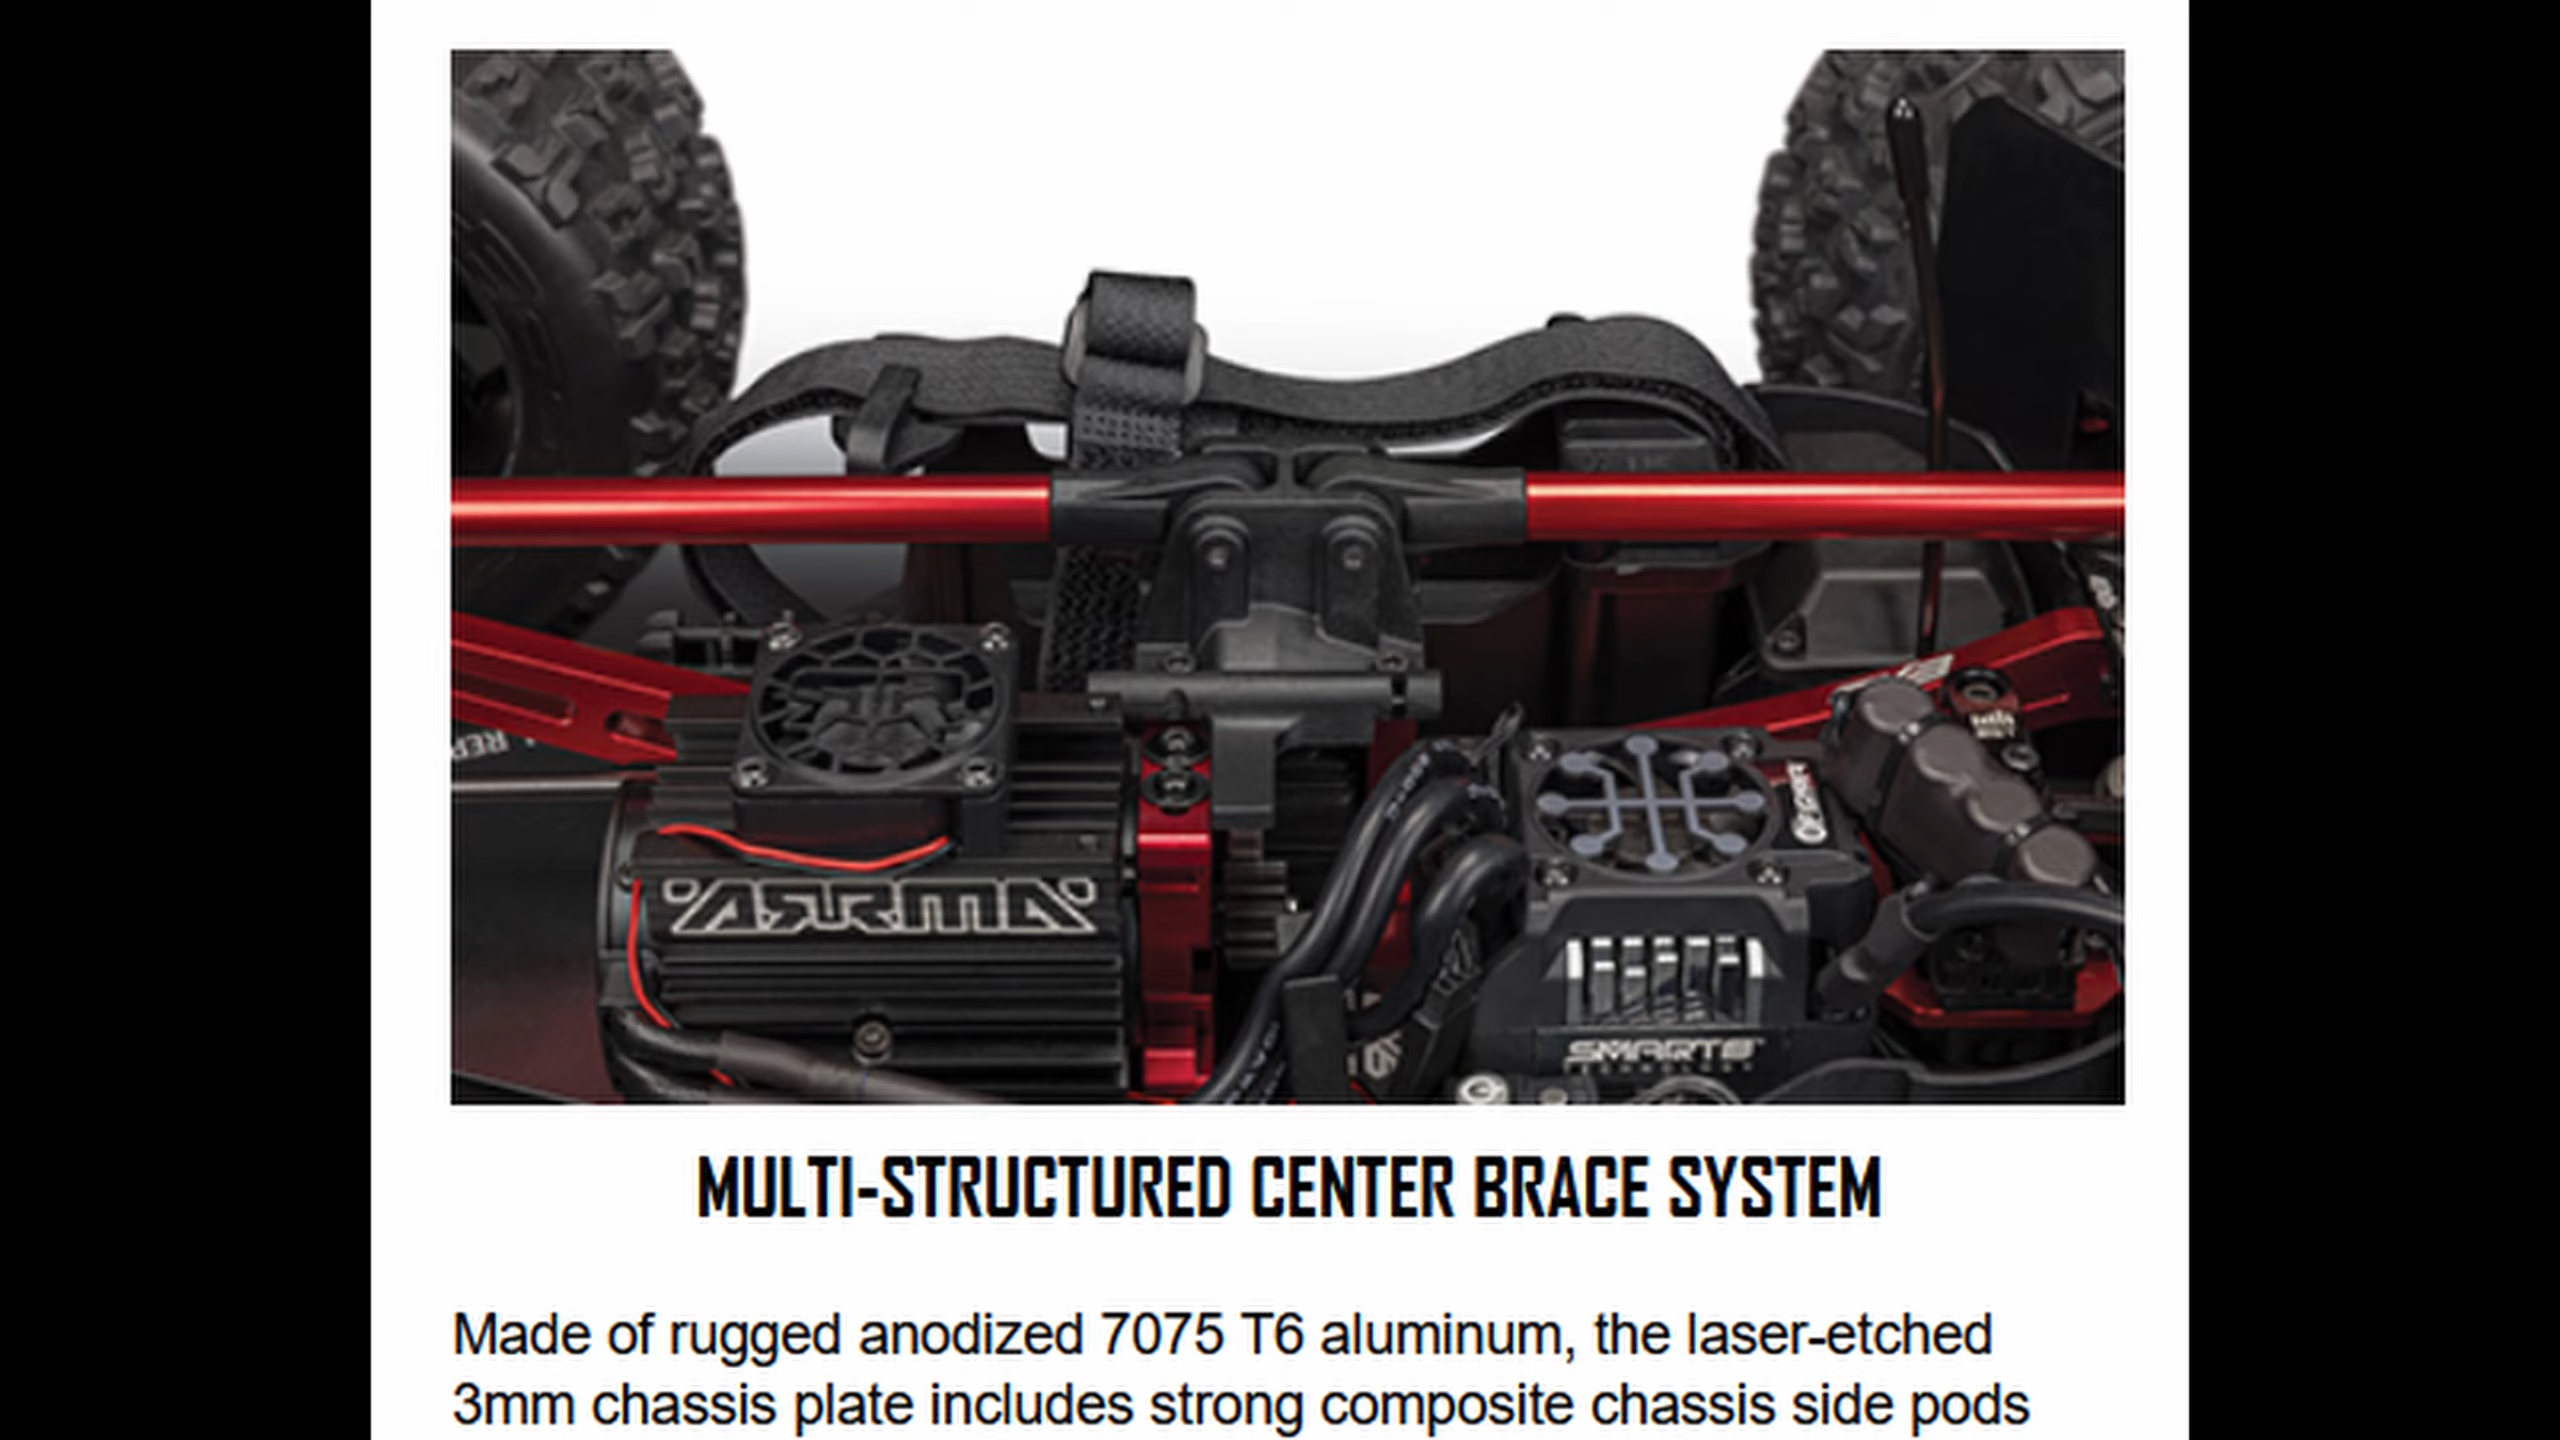 ARRMA
SMART
TECHNOLOGY
MULTI-STRUCTURED CENTER BRACE SYSTEM
Made of rugged anodized 7075 T6 aluminum, the laser-etched
3mm chassis plate includes strong composite chassis side pods